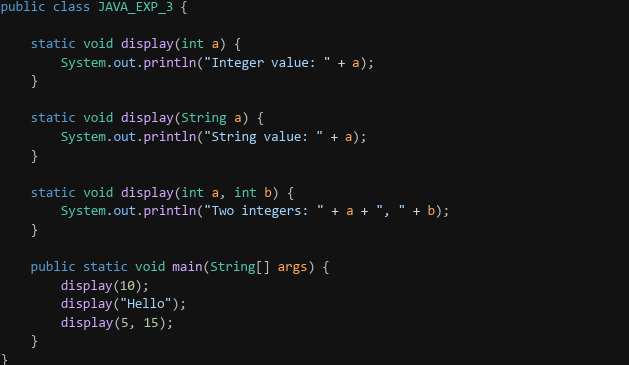 public class JAVA_EXP_3 {
    static void display(int a) {
        System.out.println("Integer value: " + a);
    }
    static void display(String a) {
        System.out.println("String value: " + a);
    }
    static void display(int a, int b) {
        System.out.println("Two integers: " + a + ", " + b);
    }
    public static void main(String[] args) {
        display(10);
        display("Hello");
        display(5, 15);
    }
}